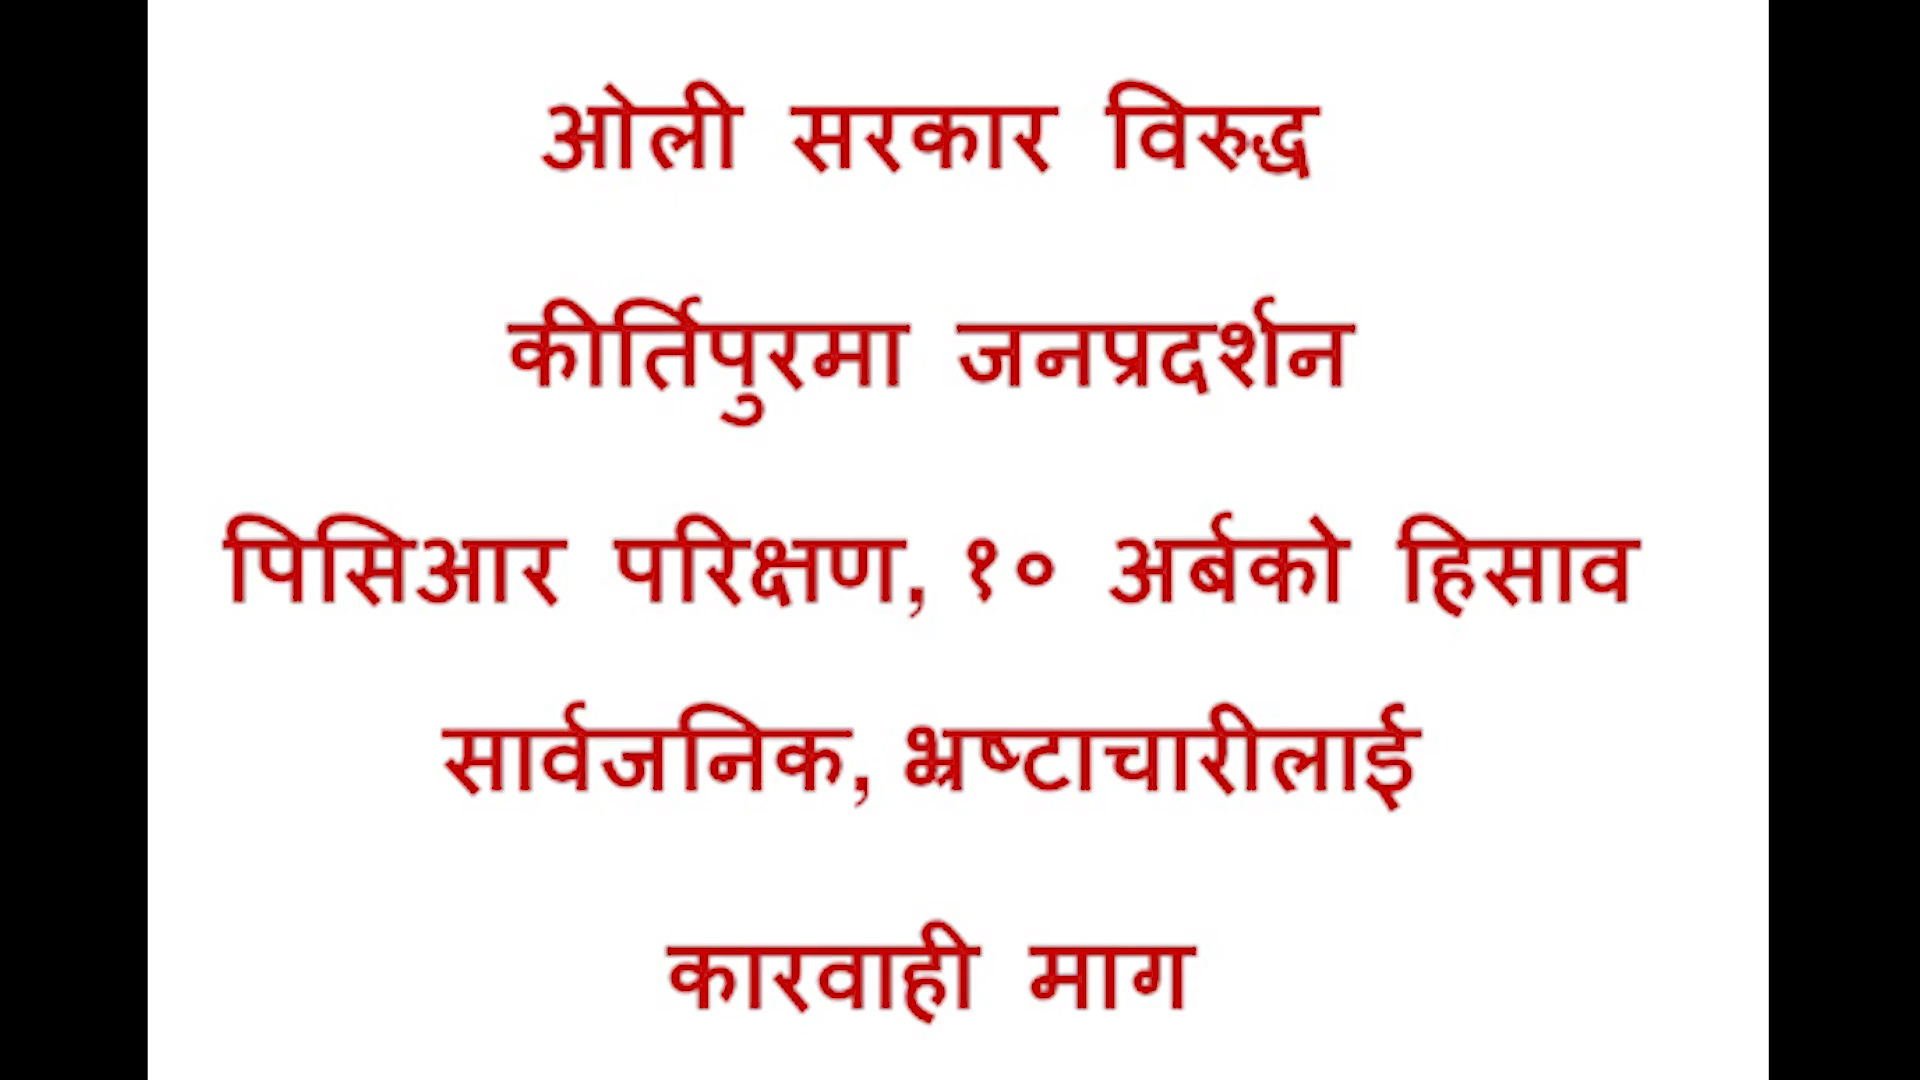 ओली सरकार विरुद्ध
कीर्तिपुरमा जनप्रदर्शन
पिसिआर परिक्षण, १० अर्बको हिसाव
सार्वजनिक, भ्रष्टाचारीलाई
कारवाही माग